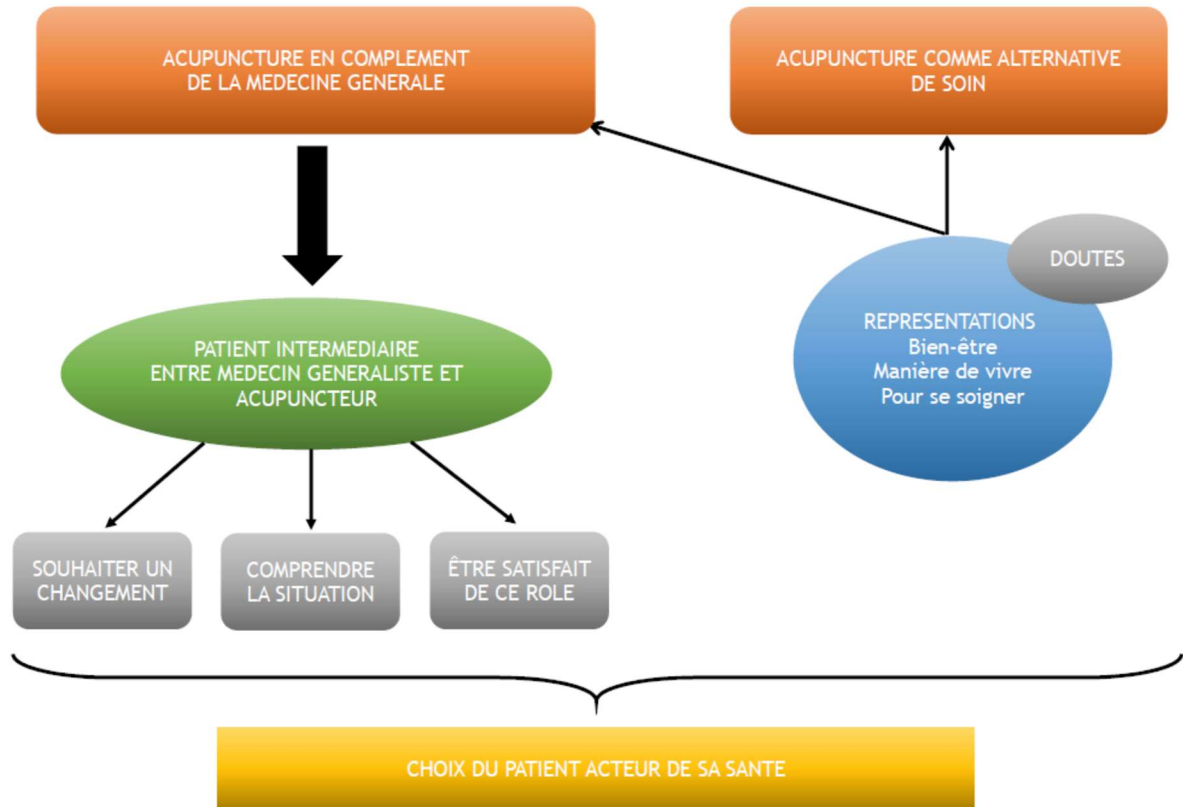 ACUPUNCTURE EN COMPLEMENT
DE LA MEDECINE GENERALE
ACUPUNCTURE COMME ALTERNATIVE
DE SOIN
DOUTES
REPRESENTATIONS
Bien-être
Manière de vivre
Pour se soigner
PATIENT INTERMEDIAIRE
ENTRE MEDECIN GENERALISTE ET
ACUPUNCTEUR
SOUHAITER UN
CHANGEMENT
COMPRENDRE
LA SITUATION
ÊTRE SATISFAIT
DE CE ROLE
CHOIX DU PATIENT ACTEUR DE SA SANTE